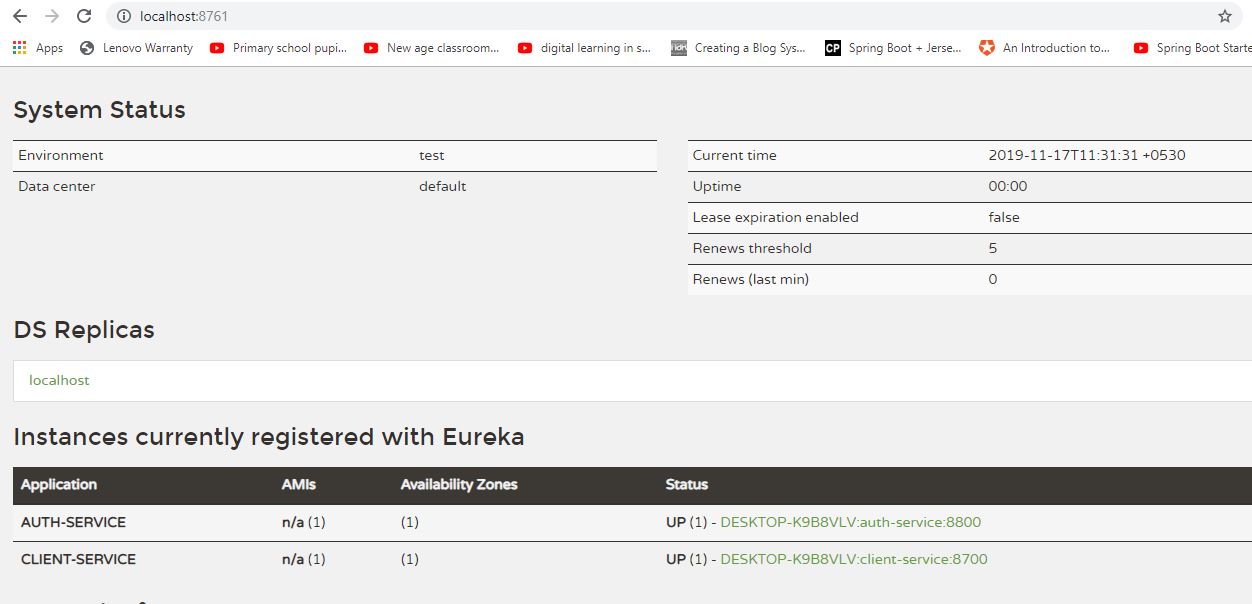 localhost:8761
Apps Lenovo Warranty Primary school pupi... New age classroom... digital learning in s... Creating a Blog Sys... CP Spring Boot + Jerse... An Introduction to... Spring Boot Starte
System Status
Environment test
Data center default
Current time 2019-11-17T11:31:31 +0530
Uptime 00:00
Lease expiration enabled false
Renews threshold 5
Renews (last min) 0
DS Replicas
localhost
Instances currently registered with Eureka
Application AMIs Availability Zones Status
AUTH-SERVICE n/a (1) (1) UP (1) - DESKTOP-K9B8VLV:auth-service:8800
CLIENT-SERVICE n/a (1) (1) UP (1) - DESKTOP-K9B8VLV:client-service:8700